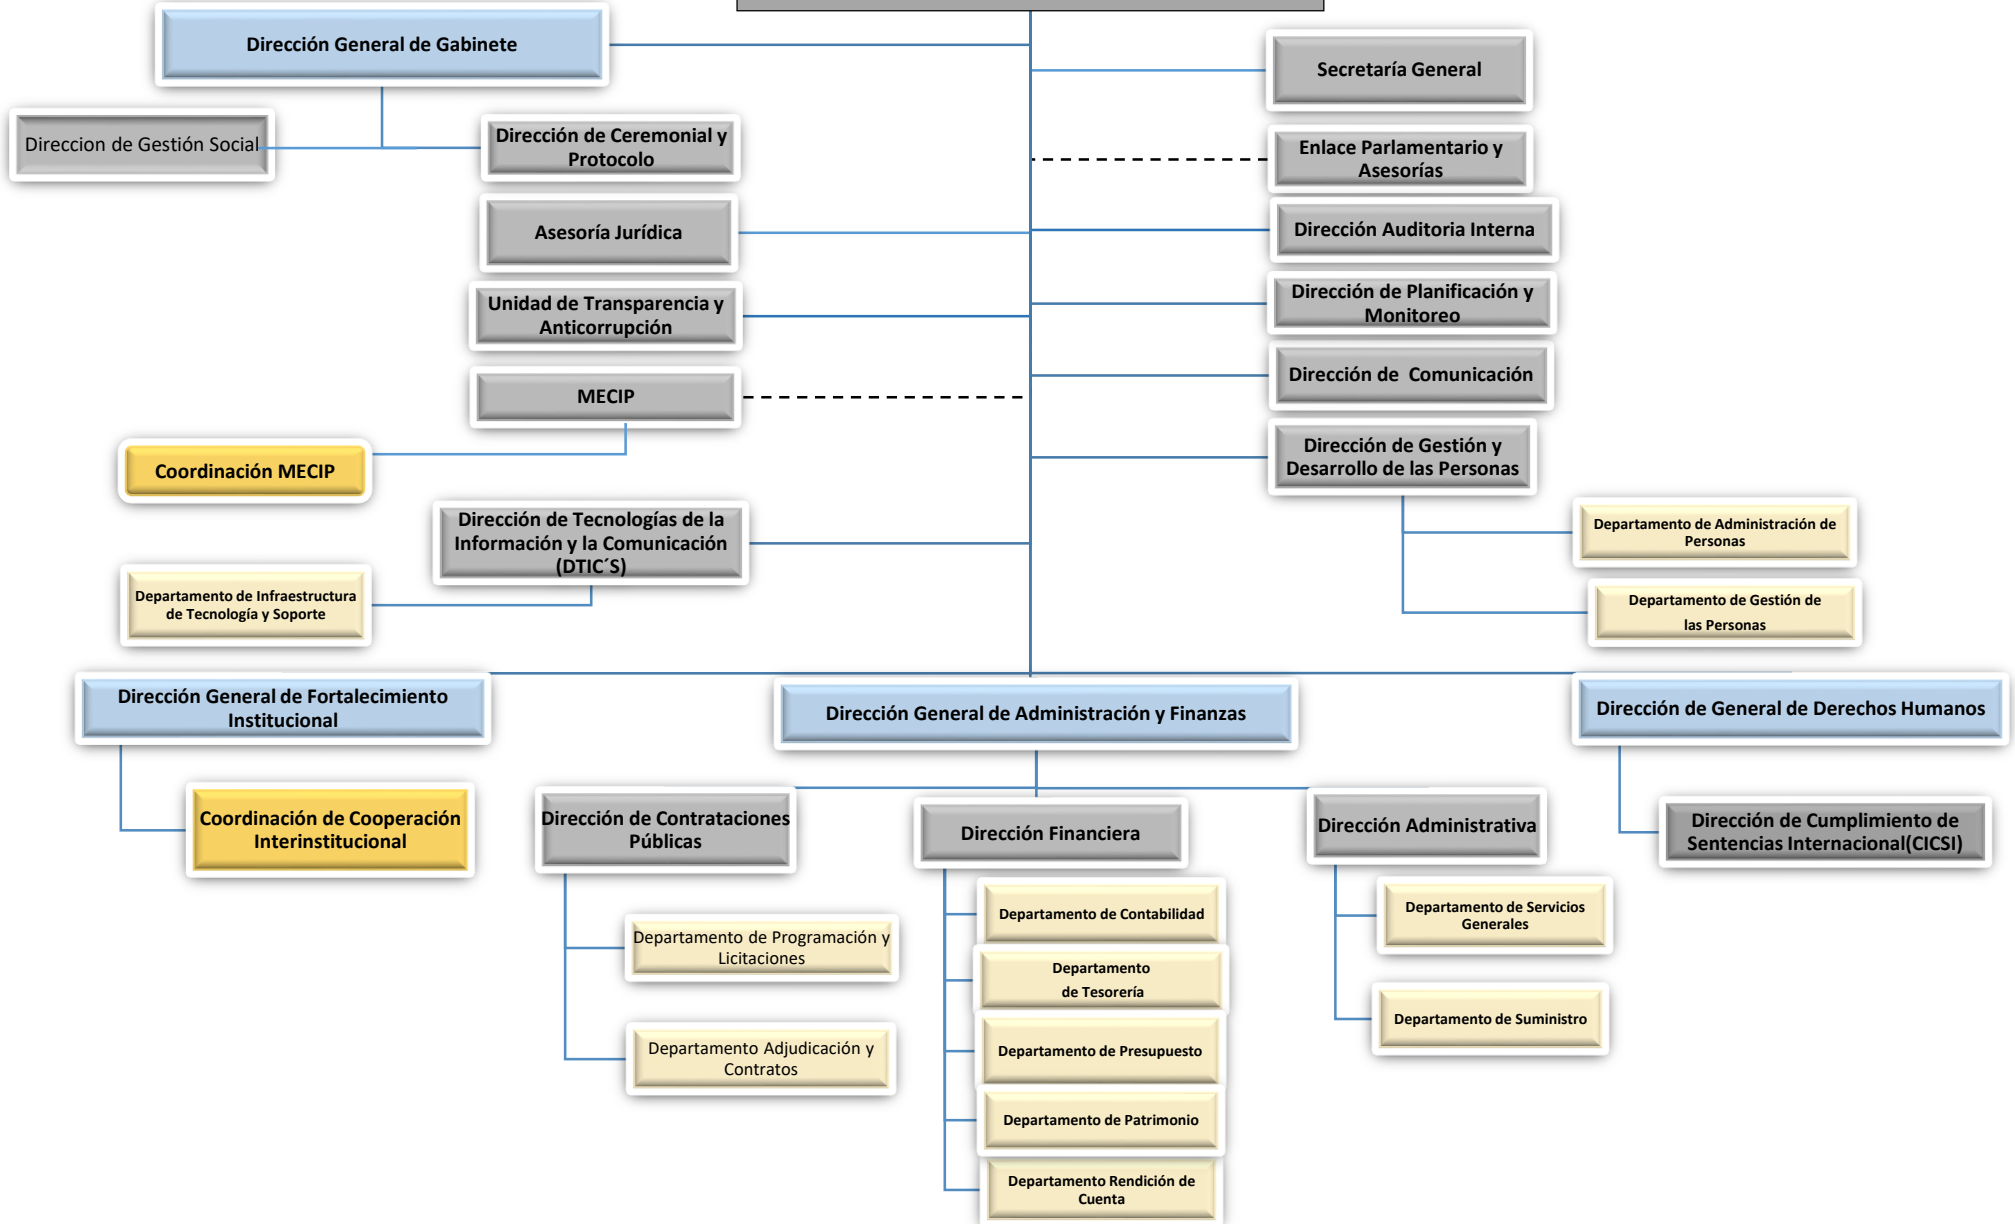 Dirección General de Gabinete
Secretaría General
Direccion de Gestión Social
Dirección de Ceremonial y
Protocolo
Enlace Parlamentario y
Asesorías
Asesoría Jurídica
Dirección Auditoria Interna
Unidad de Transparencia y
Anticorrupción
Dirección de Planificación y
Monitoreo
MECIP
Dirección de  Comunicación
Coordinación MECIP
Dirección de Gestión y
Desarrollo de las Personas
Dirección de Tecnologías de la
Información y la Comunicación
(DTIC´S)
Departamento de Administración de
Personas
Departamento de Infraestructura
de Tecnología y Soporte
Departamento de Gestión de
las Personas
Dirección General de Fortalecimiento
Institucional
Dirección General de Administración y Finanzas
Dirección de General de Derechos Humanos
Coordinación de Cooperación
Interinstitucional
Dirección de Contrataciones
Públicas
Dirección Financiera
Dirección Administrativa
Dirección de Cumplimiento de
Sentencias Internacional(CICSI)
Departamento de Programación y
Licitaciones
Departamento Adjudicación y
Contratos
Departamento de Contabilidad
Departamento
de Tesorería
Departamento de Presupuesto
Departamento de Patrimonio
Departamento Rendición de
Cuenta
Departamento de Servicios
Generales
Departamento de Suministro